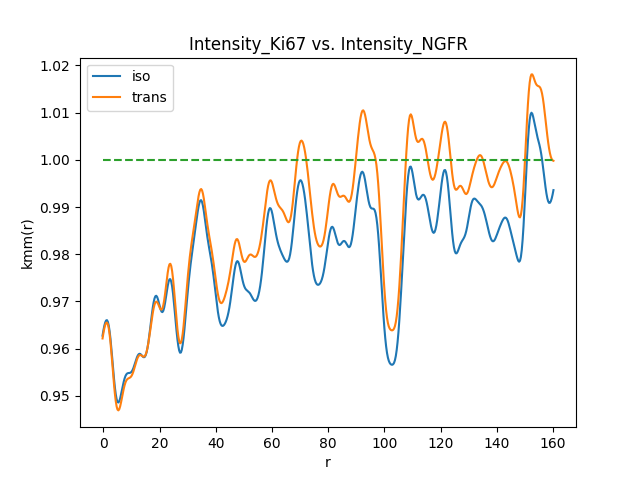 Intensity_Ki67 vs. Intensity_NGFR
iso
trans
1.02
1.01
1.00
0.99
0.98
0.97
0.96
0.95
kmm(r)
0 20 40 60 80 100 120 140 160
r